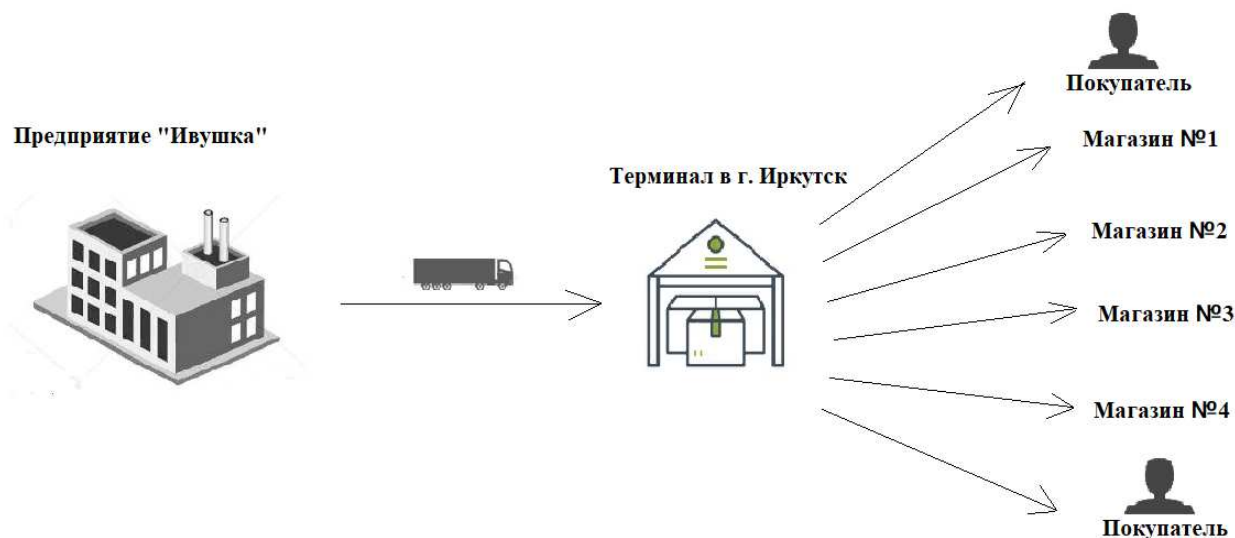 Покупатель
Предприятие "Ивушка"
Магазин №1
Терминал в г. Иркутск
Магазин №2
Магазин №3
Магазин №4
Покупатель